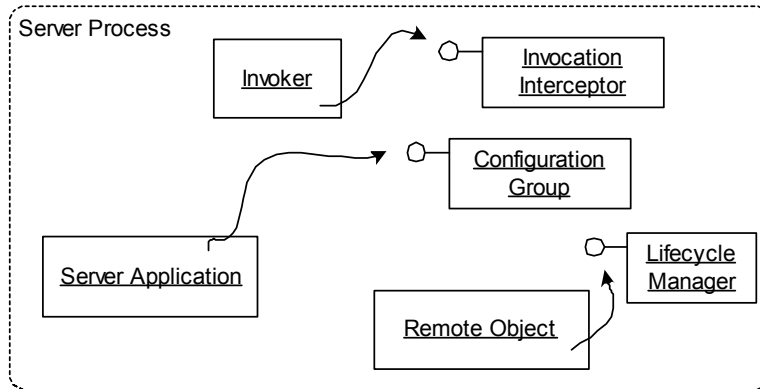 Server Process
Invoker
Invocation
Interceptor
Configuration
Group
Server Application
Lifecycle
Manager
Remote Object